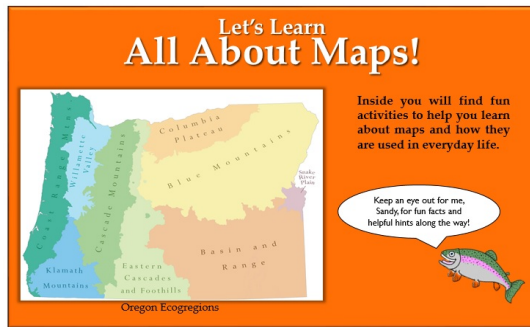 Let's Learn
All About Maps!
Inside you will find fun
activities to help you learn
about maps and how they
are used in everyday life.
Coast Range Mtns
Willamette
Valley
Cascade Mountains
Columbia
Plateau
Blue Mountains
Snake
River
Plain
Klamath
Mountains
Eastern
Cascades
and Foothills
Basin and
Range
Oregon Ecogregions
Keep an eye out for me,
Sandy, for fun facts and
helpful hints along the way!